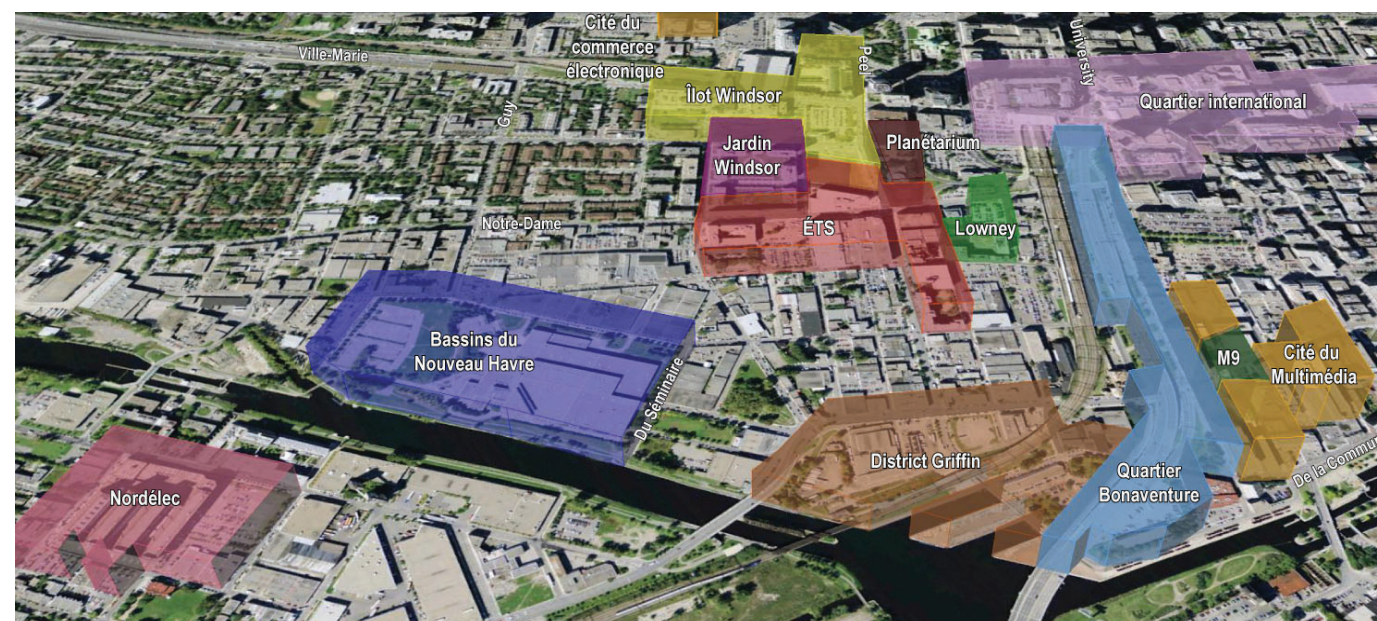 Cité du
commerce
électronique
Ville-Marie
Peel
University
Îlot Windsor
Quartier international
Guy
Jardin
Windsor
Planétarium
Notre-Dame
ÉTS
Lowney
Bassins du
Nouveau Havre
M9
Cité du
Multimédia
Du Séminaire
District Griffin
Quartier
Bonaventure
De la Commu
Nordélec